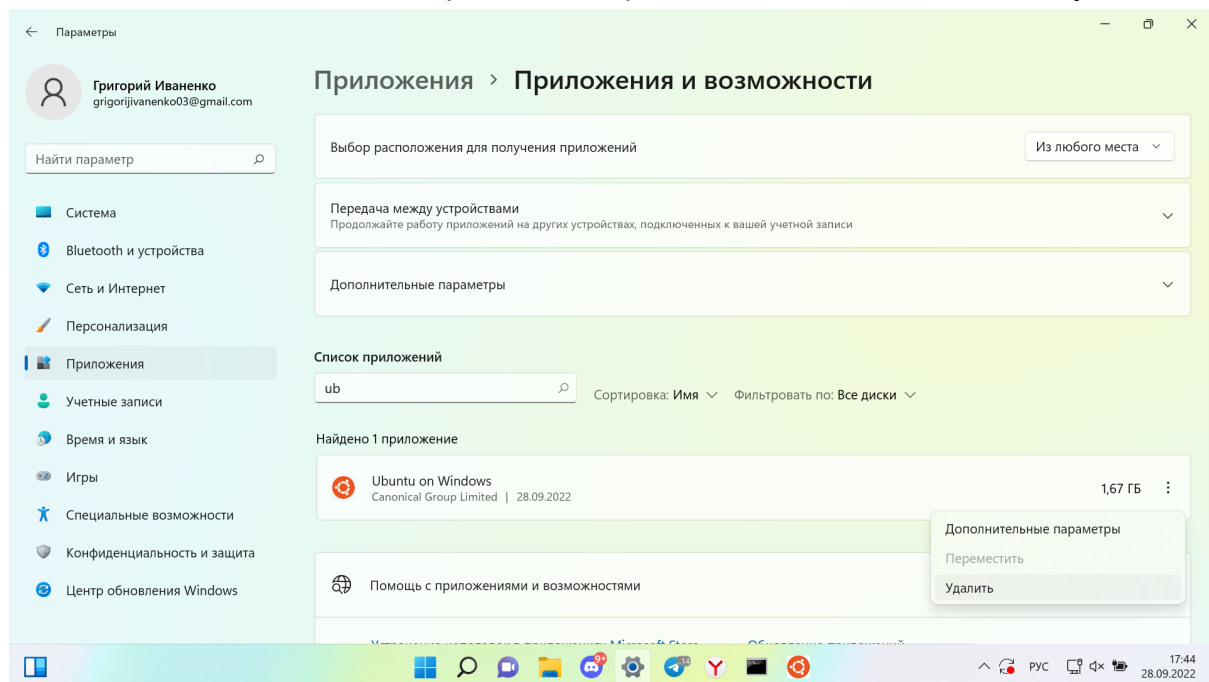 Параметры
Григорий Иваненко
grigorijivanenko03@gmail.com
Найти параметр
Система
Bluetooth и устройства
Сеть и Интернет
Персонализация
Приложения
Учетные записи
Время и язык
Игры
Специальные возможности
Конфиденциальность и защита
Центр обновления Windows
Приложения > Приложения и возможности
Выбор расположения для получения приложений
Из любого места
Передача между устройствами
Продолжайте работу приложений на других устройствах, подключенных к вашей учетной записи
Дополнительные параметры
Список приложений
ub
Сортировка: Имя Фильтровать по: Все диски
Найдено 1 приложение
Ubuntu on Windows
Canonical Group Limited | 28.09.2022
1,67 ГБ
Дополнительные параметры
Переместить
Удалить
Помощь с приложениями и возможностями
9+
14
РУС
17:44
28.09.2022